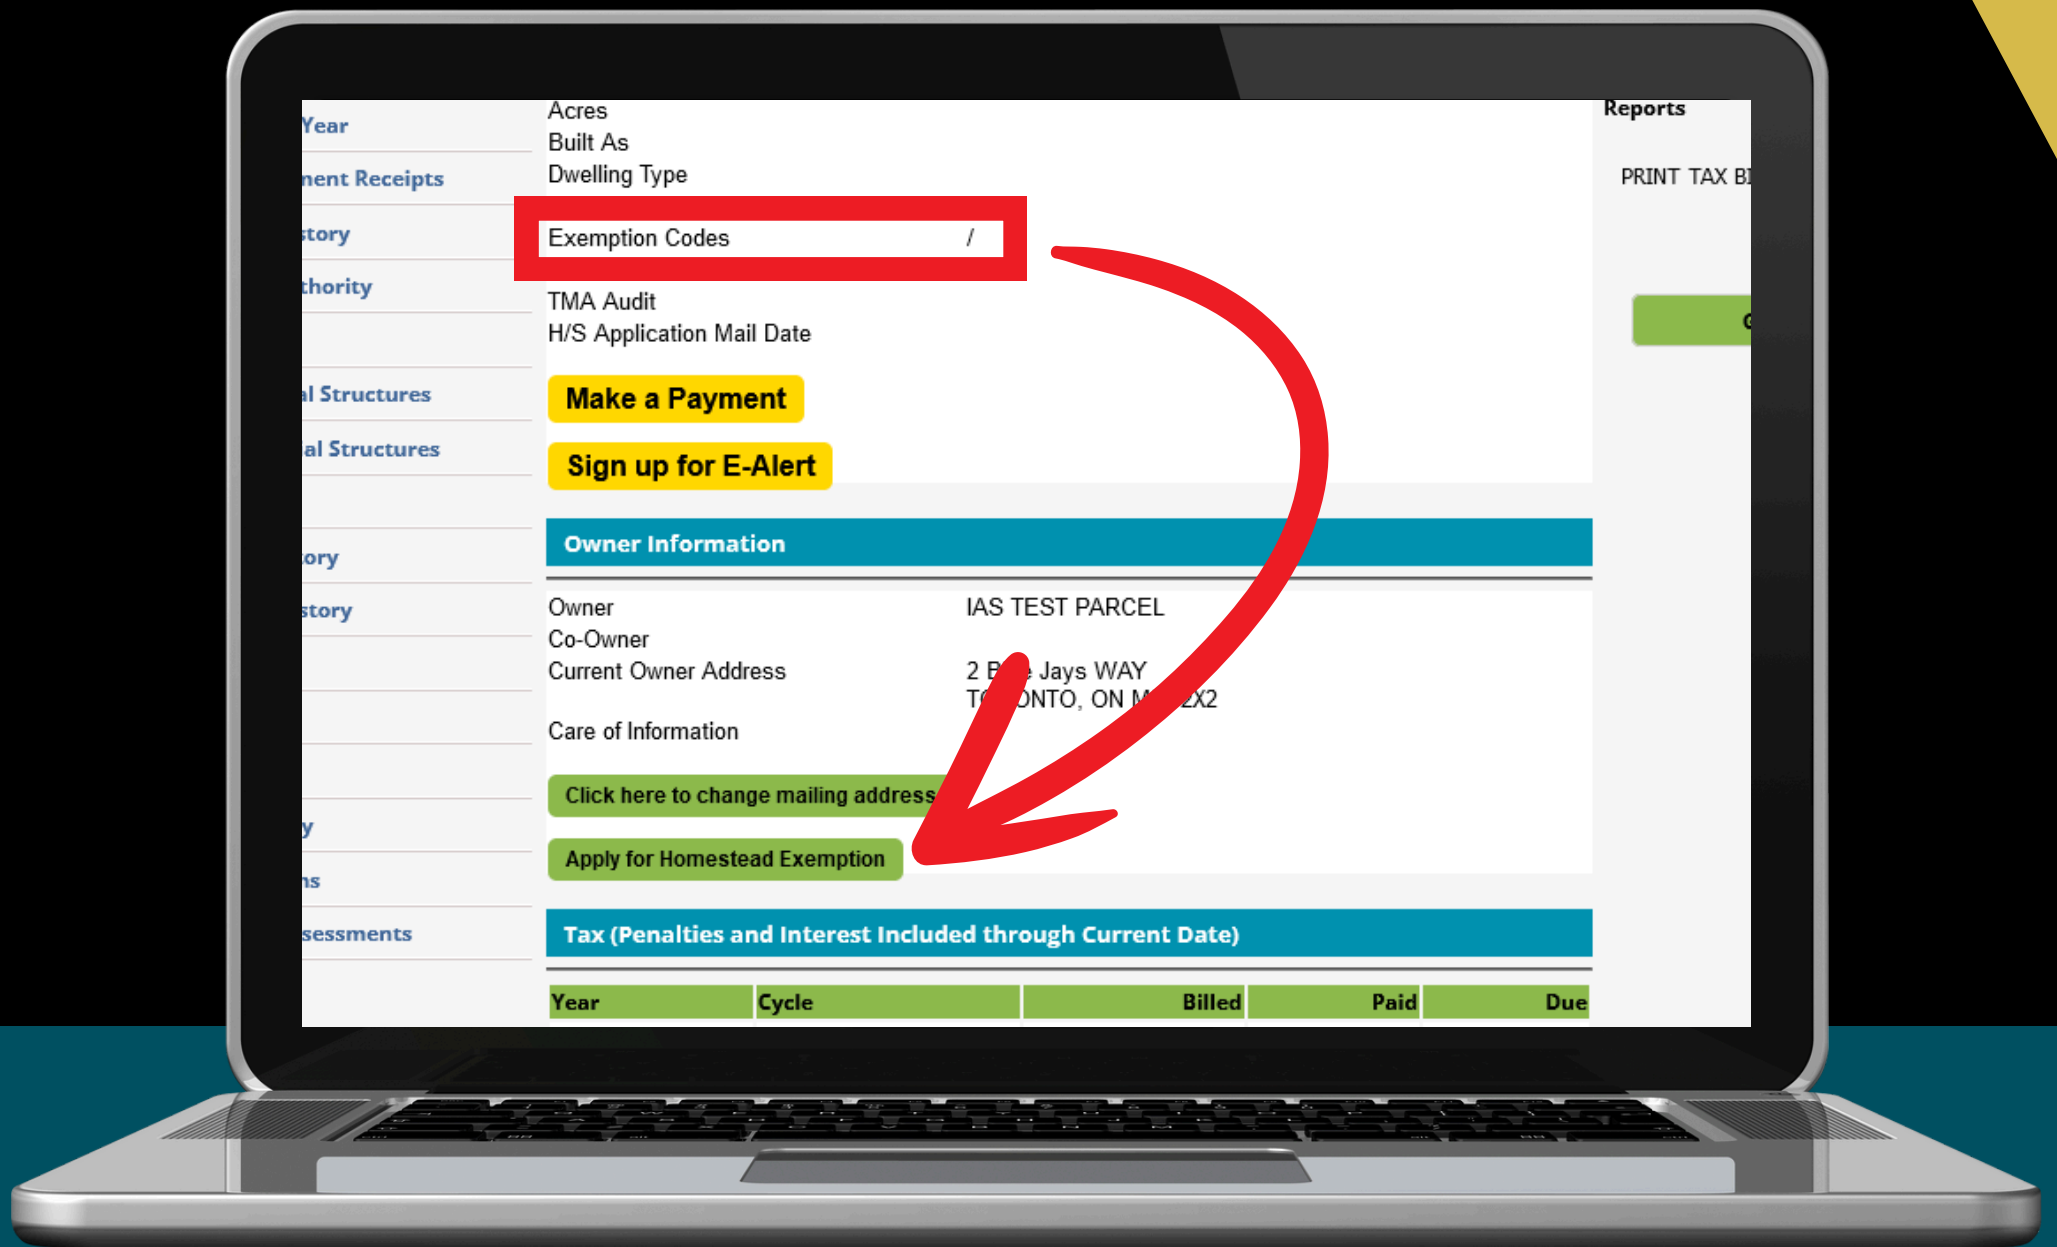 Year
nent Receipts
story
thority
al Structures
ial Structures
ory
story
y
ns
sessments
Acres
Built As
Dwelling Type
Exemption Codes /
TMA Audit
H/S Application Mail Date
Make a Payment
Sign up for E-Alert
Owner Information
Owner IAS TEST PARCEL
Co-Owner
Current Owner Address 2 Jays WAY
ON
Care of Information
Click here to change mailing address
Apply for Homestead Exemption
Tax (Penalties and Interest Included through Current Date)
Year Cycle Billed Paid Due
Reports
PRINT TAX